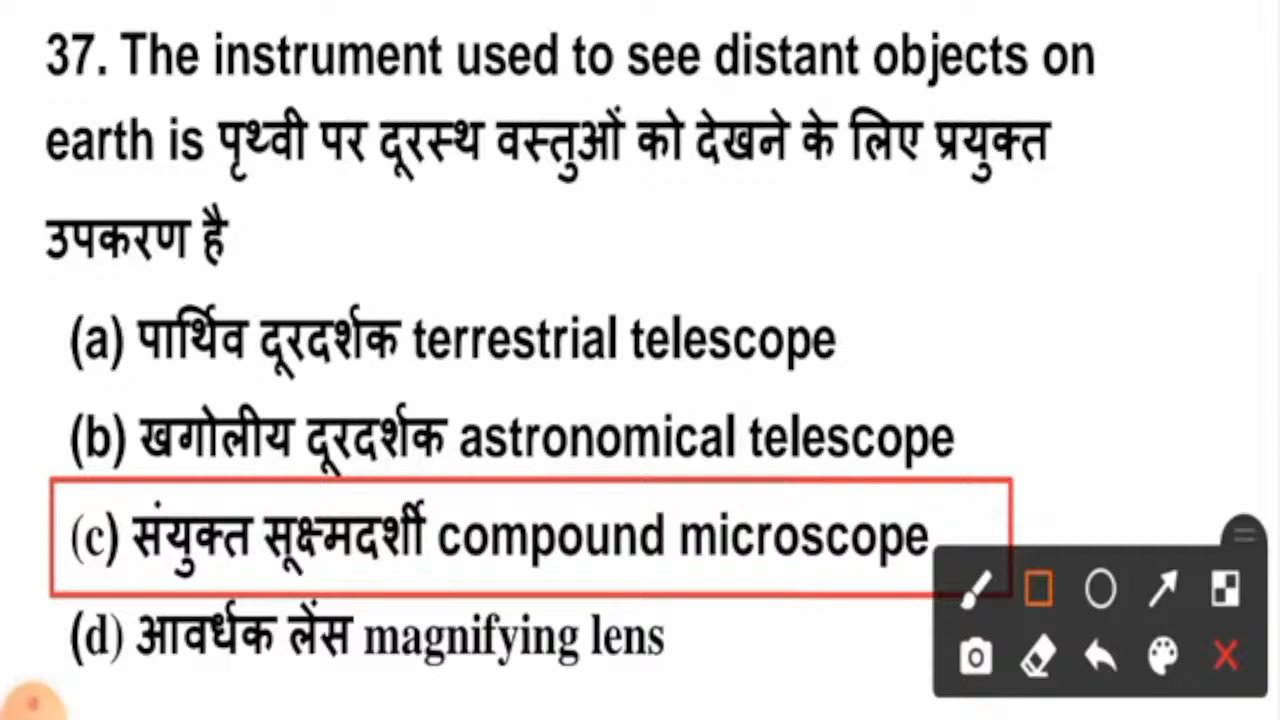 37. The instrument used to see distant objects on
earth is पृथ्वी पर दूरस्थ वस्तुओं को देखने के लिए प्रयुक्त
उपकरण है
(a) पार्थिव दूरदर्शक terrestrial telescope
(b) खगोलीय दूरदर्शक astronomical telescope
(c) संयुक्त सूक्ष्मदर्शी compound microscope
(d) आवर्धक लेंस magnifying lens